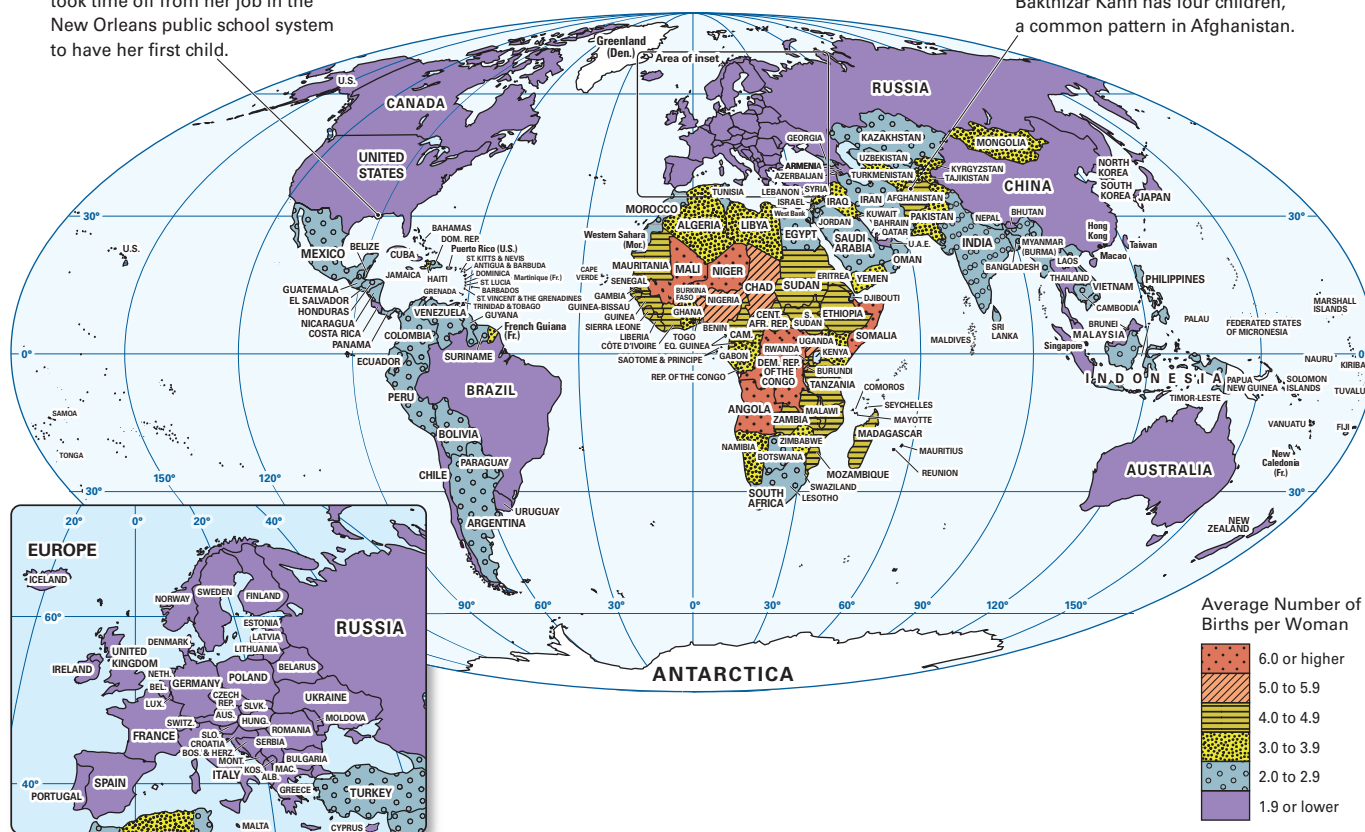 took time off from her job in the
New Orleans public school system
to have her first child.
Bakthizar Kahn has four children,
a common pattern in Afghanistan.
Greenland
(Den.)
Area of inset
U.S.
CANADA
RUSSIA
UNITED
STATES
GEORGIA
KAZAKHSTAN
MONGOLIA
UZBEKISTAN
ARMENIA
AZERBAIJAN
TURKMENISTAN
KYRGYZSTAN
TAJIKISTAN
CHINA
NORTH
KOREA
SOUTH
KOREA
JAPAN
TUNISIA
LEBANON
SYRIA
ISRAEL
West Bank
IRAQ
IRAN
AFGHANISTAN
30°
MOROCCO
ALGERIA
LIBYA
EGYPT
JORDAN
KUWAIT
BAHRAIN
QATAR
PAKISTAN
NEPAL
BHUTAN
Hong
Kong
30°
U.S.
BAHAMAS
DOM. REP.
Puerto Rico (U.S.)
ST. KITTS & NEVIS
ANTIGUA & BARBUDA
DOMINICA
Martinique (Fr.)
ST. LUCIA
BARBADOS
ST. VINCENT & THE GRENADINES
TRINIDAD & TOBAGO
MEXICO
BELIZE
CUBA
JAMAICA
HAITI
GRENADA
Western Sahara
(Mor.)
SAUDI
ARABIA
U.A.E.
OMAN
INDIA
MYANMAR
(BURMA)
BANGLADESH
LAOS
THAILAND
VIETNAM
CAMBODIA
Taiwan
Macao
PHILIPPINES
CAPE
VERDE
MAURITANIA
MALI
NIGER
CHAD
SUDAN
ERITREA
YEMEN
DJIBOUTI
GUATEMALA
EL SALVADOR
HONDURAS
NICARAGUA
COSTA RICA
PANAMA
VENEZUELA
GUYANA
French Guiana
(Fr.)
COLOMBIA
SURINAME
ECUADOR
SENEGAL
GAMBIA
GUINEA-BISSAU
GUINEA
SIERRA LEONE
LIBERIA
CÔTE D'IVOIRE
BURKINA
FASO
GHANA
NIGERIA
BENIN
TOGO
EQ. GUINEA
SAO TOME & PRINCIPE
CENT.
AFR. REP.
CAM.
S.
SUDAN
ETHIOPIA
SOMALIA
UGANDA
KENYA
RWANDA
GABON
REP. OF THE CONGO
DEM. REP.
OF THE
CONGO
BURUNDI
TANZANIA
SRI
LANKA
MALDIVES
BRUNEI
MALAYSIA
Singapore
PALAU
MARSHALL
ISLANDS
FEDERATED STATES
OF MICRONESIA
NAURU
KIRIBA
0°
0
INDONESIA
PAPUA
NEW GUINEA
TIMOR-LESTE
SOLOMON
ISLANDS
TUVALU
PERU
BRAZIL
BOLIVIA
PARAGUAY
CHILE
URUGUAY
ARGENTINA
ANGOLA
ZAMBIA
MALAWI
COMOROS
SEYCHELLES
MAYOTTE
MADAGASCAR
MAURITIUS
REUNION
NAMIBIA
ZIMBABWE
BOTSWANA
MOZAMBIQUE
SWAZILAND
LESOTHO
SOUTH
AFRICA
SAMOA
TONGA
VANUATU
FIJI
New
Caledonia
(Fr.)
AUSTRALIA
NEW
ZEALAND
150°
120°
30°
30°
90°
60°
30°
0°
30°
60°
90°
120°
150°
ANTARCTICA
20°
0°
20°
40°
EUROPE
ICELAND
NORWAY
SWEDEN
FINLAND
60°
ESTONIA
LATVIA
LITHUANIA
RUSSIA
DENMARK
UNITED
KINGDOM
IRELAND
NETH.
BEL.
LUX.
GERMANY
POLAND
BELARUS
CZECH
REP.
SLVK.
UKRAINE
AUS.
HUNG.
MOLDOVA
SWITZ.
FRANCE
SLO.
CROATIA
BOS. & HERZ.
ROMANIA
SERBIA
MONT.
ITALY
KOS.
MAC.
ALB.
BULGARIA
GREECE
TURKEY
40°
SPAIN
PORTUGAL
MALTA
CYPRUS
Average Number of
Births per Woman
6.0 or higher
5.0 to 5.9
4.0 to 4.9
3.0 to 3.9
2.0 to 2.9
1.9 or lower